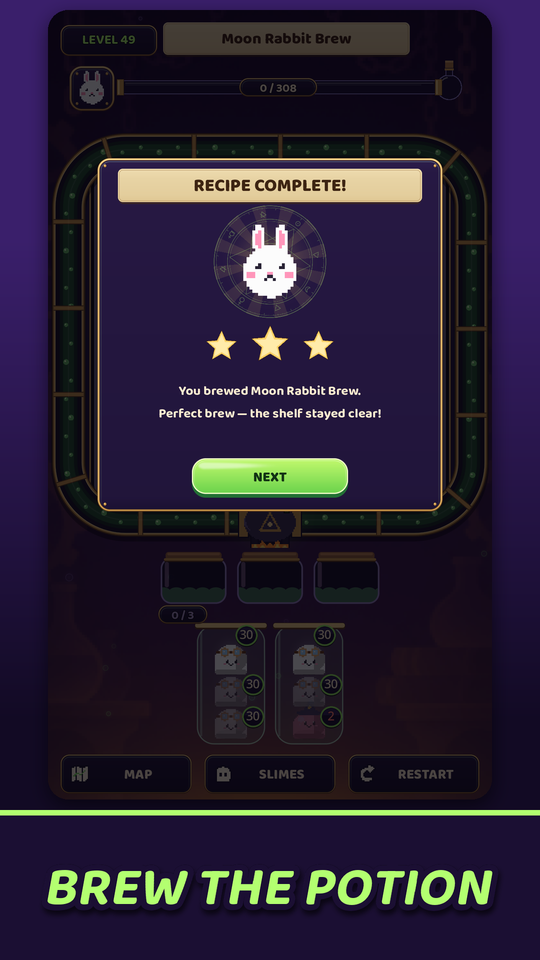 LEVEL 49
Moon Rabbit Brew
0 / 308
RECIPE COMPLETE!
You brewed Moon Rabbit Brew.
Perfect brew — the shelf stayed clear!
NEXT
0 / 3
30
30
30
30
30
2
MAP
SLIMES
RESTART
BREW THE POTION